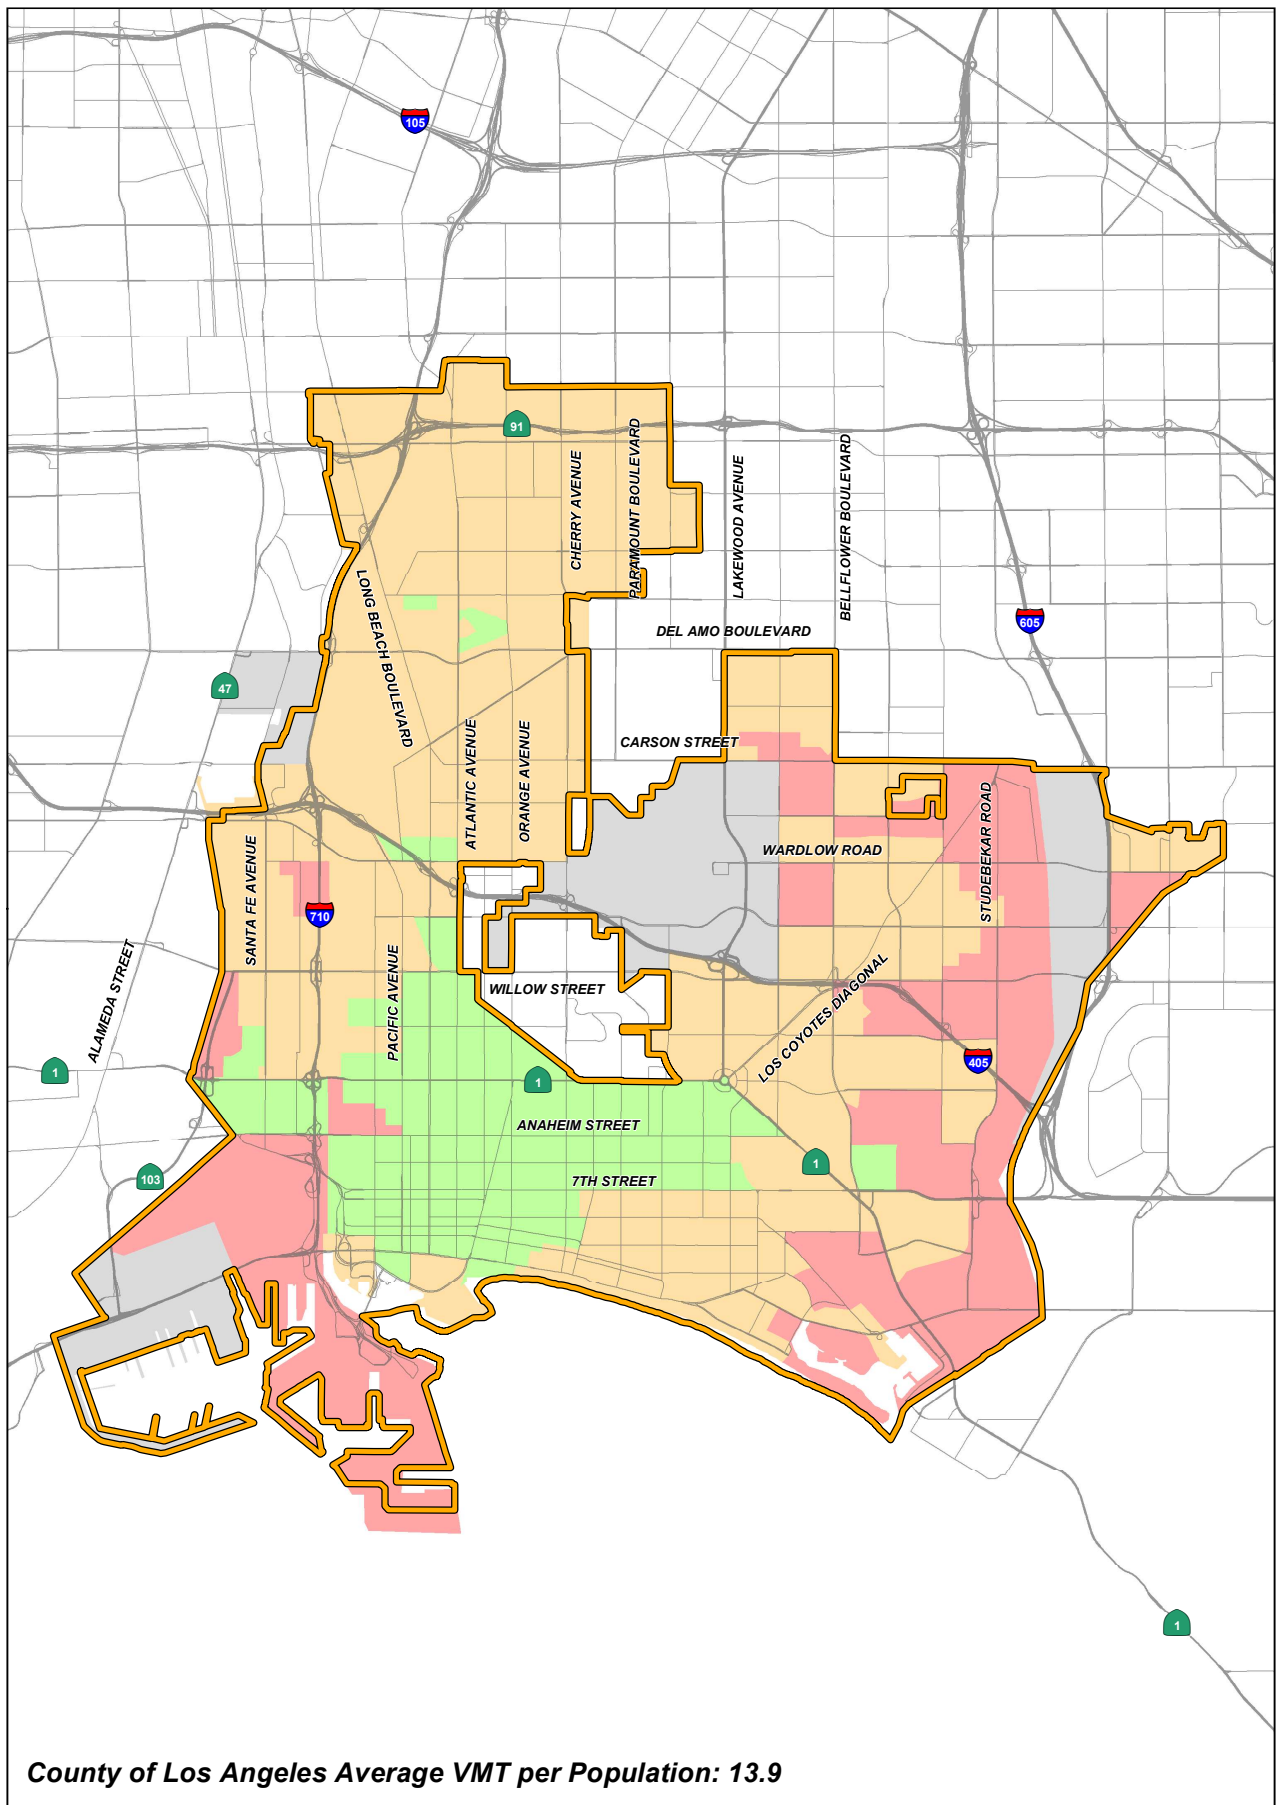 105
91
CHERRY AVENUE
PARAMOUNT BOULEVARD
LAKEWOOD AVENUE
BELLFLOWER BOULEVARD
LONG BEACH BOULEVARD
605
DEL AMO BOULEVARD
47
ATLANTIC AVENUE
ORANGE AVENUE
CARSON STREET
SANTA FE AVENUE
WARDLOW ROAD
STUDEBEKAR ROAD
710
ALAMEDA STREET
PACIFIC AVENUE
WILLOW STREET
LOS COYOTES DIAGONAL
405
1
1
ANAHEIM STREET
1
103
7TH STREET
1
County of Los Angeles Average VMT per Population: 13.9